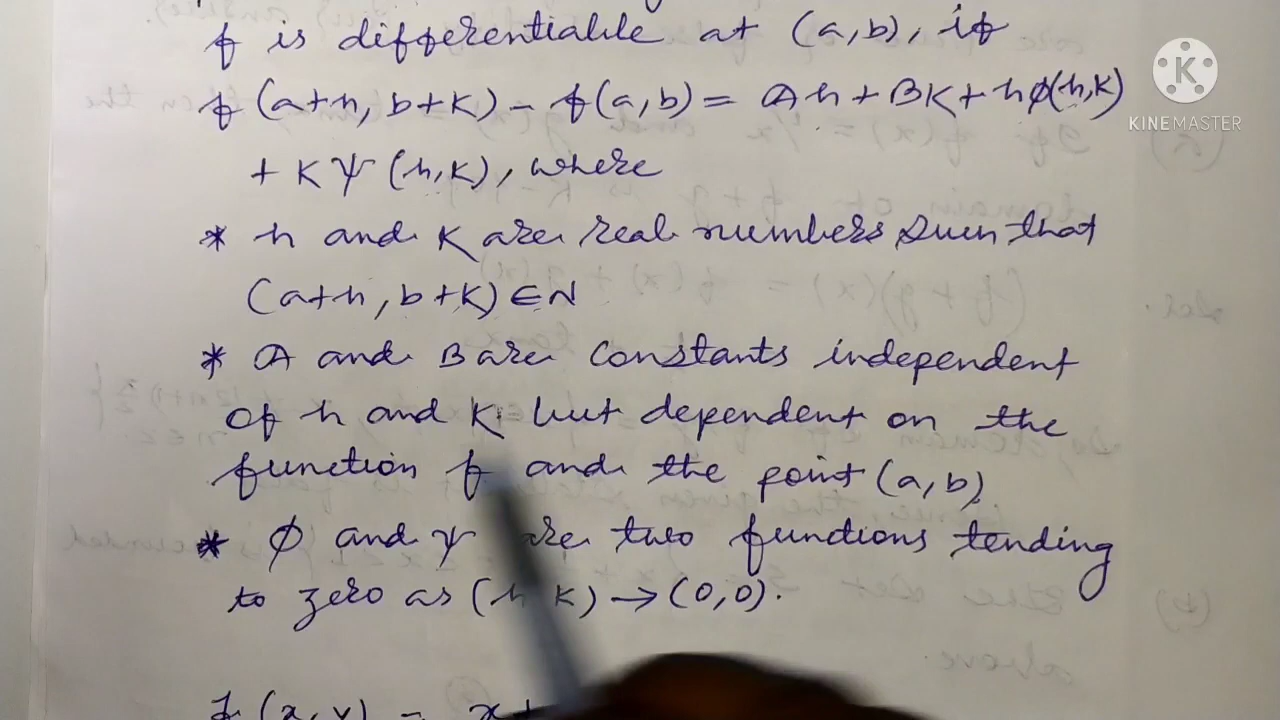 f is differentiable at (a,b), if
f (a+h, b+K) - f(a,b) = Ah + BK + hϕ(h,K)
+ K ψ (h,K), where
* h and K are real numbers such that
(a+h, b+K) ∈ N
* A and B are constants independent
of h and K but dependent on the
function f and the point (a,b)
* ϕ and ψ are two functions tending
to zero as (h K) → (0,0).
f (x,y) = x+
K
KINEMASTER